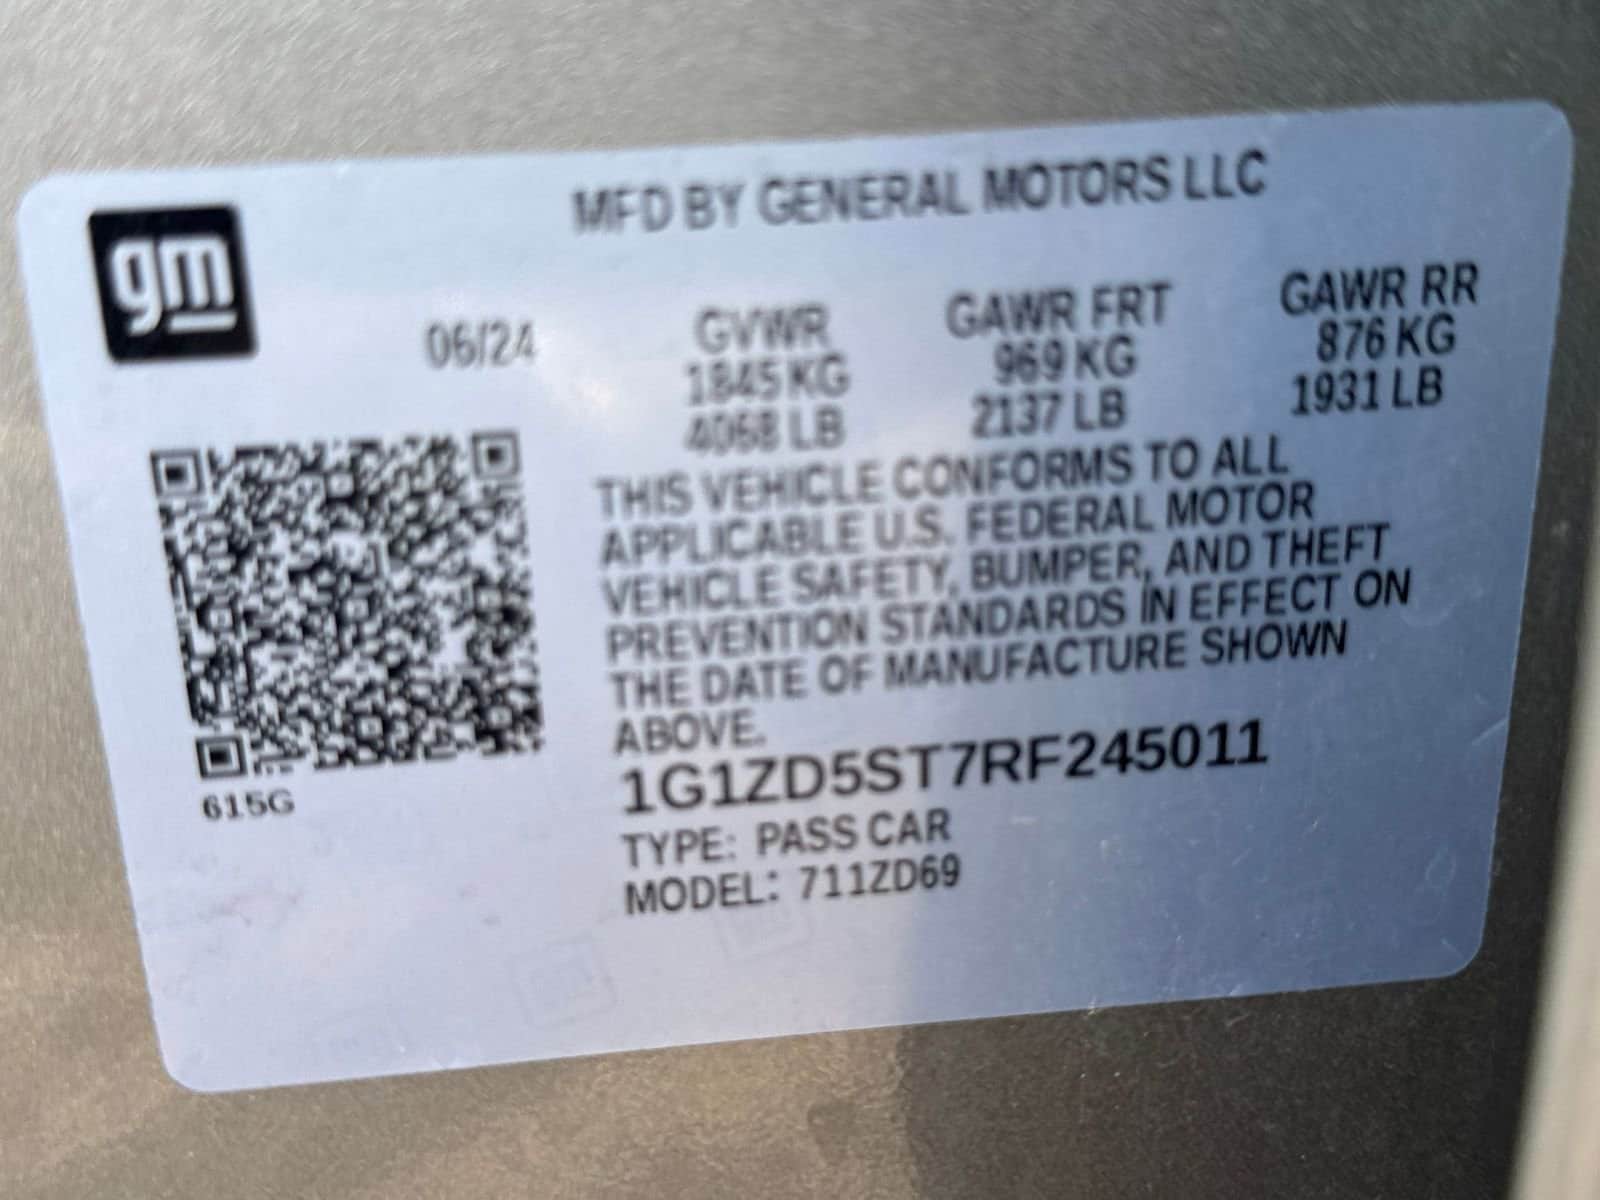 MFD BY GENERAL MOTORS LLC
gm
06/24
GVWR
1845 KG
4068 LB
GAWR FRT
969 KG
2137 LB
GAWR RR
876 KG
1931 LB
THIS VEHICLE CONFORMS TO ALL
APPLICABLE U.S. FEDERAL MOTOR
VEHICLE SAFETY, BUMPER, AND THEFT
PREVENTION STANDARDS IN EFFECT ON
THE DATE OF MANUFACTURE SHOWN
ABOVE.
1G1ZD5ST7RF245011
TYPE: PASS CAR
MODEL: 711ZD69
615G